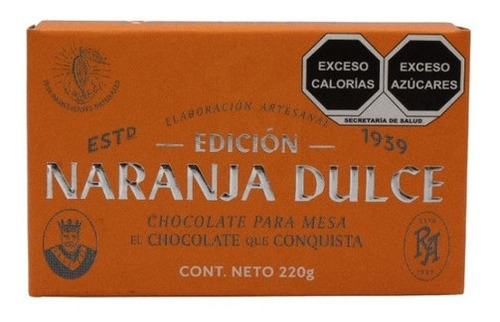 EXCESO
CALORÍAS
EXCESO
AZÚCARES
SECRETARÍA DE SALUD
ELABORACIÓN ARTESANAL
ESTD
1939
EDICIÓN
NARANJA DULCE
CHOCOLATE PARA MESA
EL CHOCOLATE QUE CONQUISTA
RA
CONT. NETO 220g